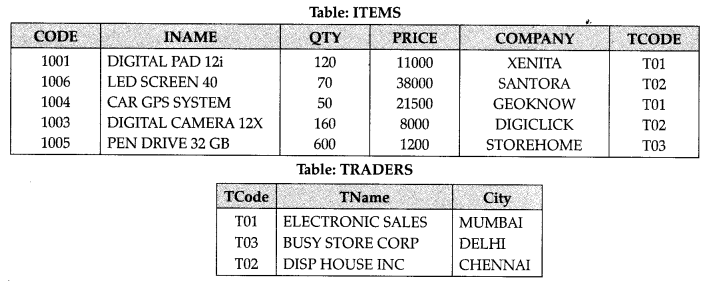 Table: ITEMS
CODE INAME QTY PRICE COMPANY TCODE
1001 DIGITAL PAD 12i 120 11000 XENITA T01
1006 LED SCREEN 40 70 38000 SANTORA T02
1004 CAR GPS SYSTEM 50 21500 GEOKNOW T01
1003 DIGITAL CAMERA 12X 160 8000 DIGICLICK T02
1005 PEN DRIVE 32 GB 600 1200 STOREHOME T03
Table: TRADERS
TCode TName City
T01 ELECTRONIC SALES MUMBAI
T03 BUSY STORE CORP DELHI
T02 DISP HOUSE INC CHENNAI